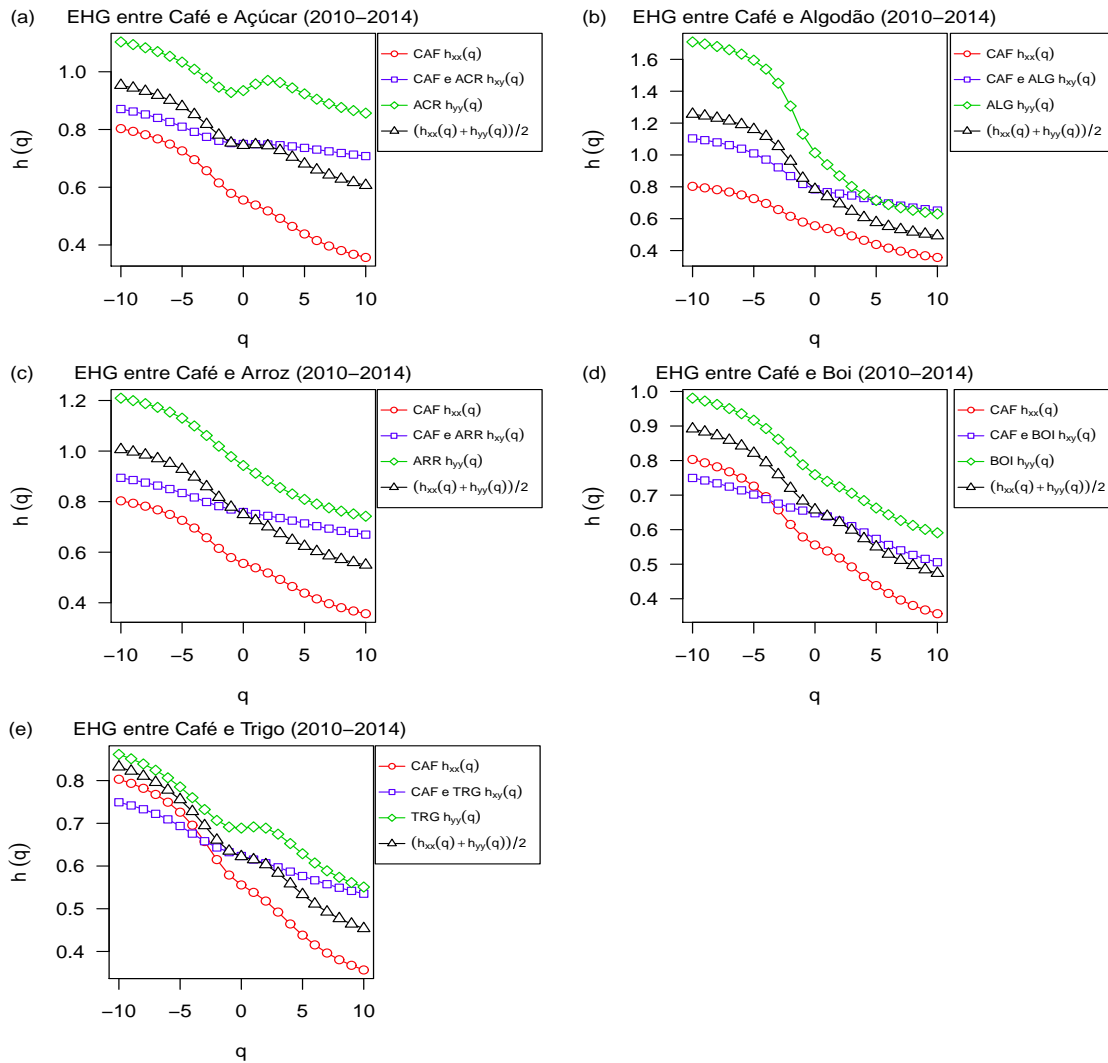 (a) EHG entre Café e Açúcar (2010−2014)
CAF hxx(q)
CAF e ACR hxy(q)
ACR hyy(q)
(hxx(q)+hyy(q))/2
1.0
0.8
0.6
0.4
h(q)
−10 −5 0 5 10
q
(b) EHG entre Café e Algodão (2010−2014)
CAF hxx(q)
CAF e ALG hxy(q)
ALG hyy(q)
(hxx(q)+hyy(q))/2
1.6
1.4
1.2
1.0
0.8
0.6
0.4
h(q)
−10 −5 0 5 10
q
(c) EHG entre Café e Arroz (2010−2014)
CAF hxx(q)
CAF e ARR hxy(q)
ARR hyy(q)
(hxx(q)+hyy(q))/2
1.2
1.0
0.8
0.6
0.4
h(q)
−10 −5 0 5 10
q
(d) EHG entre Café e Boi (2010−2014)
CAF hxx(q)
CAF e BOI hxy(q)
BOI hyy(q)
(hxx(q)+hyy(q))/2
1.0
0.9
0.8
0.7
0.6
0.5
0.4
h(q)
−10 −5 0 5 10
q
(e) EHG entre Café e Trigo (2010−2014)
CAF hxx(q)
CAF e TRG hxy(q)
TRG hyy(q)
(hxx(q)+hyy(q))/2
0.8
0.7
0.6
0.5
0.4
h(q)
−10 −5 0 5 10
q